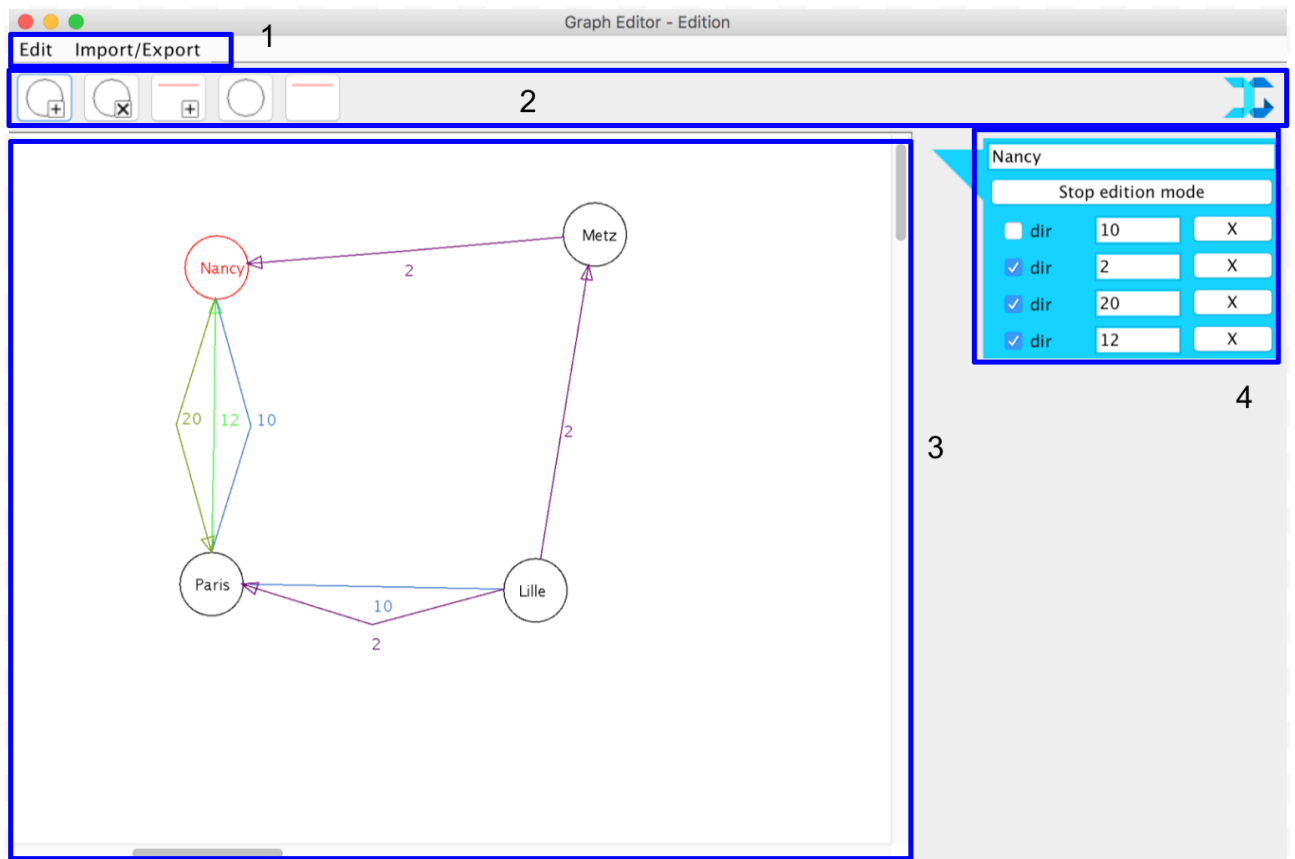 Graph Editor - Edition
1
Edit Import/Export
2
Nancy
Stop edition mode
dir 10 X
dir 2 X
dir 20 X
dir 12 X
4
3
Metz
Nancy
2
20 12 10
2
Paris
Lille
10
2